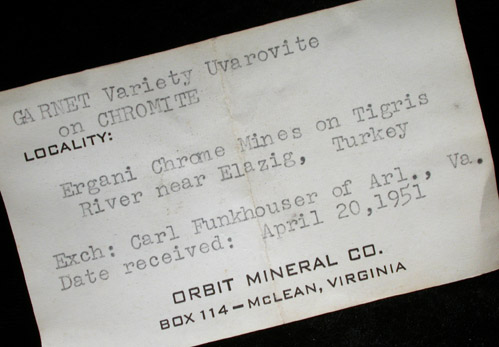 GARNET Variety Uvarovite
on CHROMITE
LOCALITY:
Ergani Chrome Mines on Tigris
River near Elazig, Turkey
Exch: Carl Funkhouser of Arl., Va.
Date received: April 20,1951
ORBIT MINERAL CO.
BOX 114-McLEAN, VIRGINIA